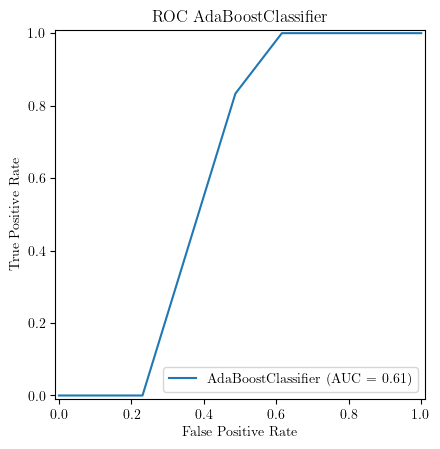 ROC AdaBoostClassifier
True Positive Rate
1.0
0.8
0.6
0.4
0.2
0.0
AdaBoostClassifier (AUC = 0.61)
0.0 0.2 0.4 0.6 0.8 1.0
False Positive Rate